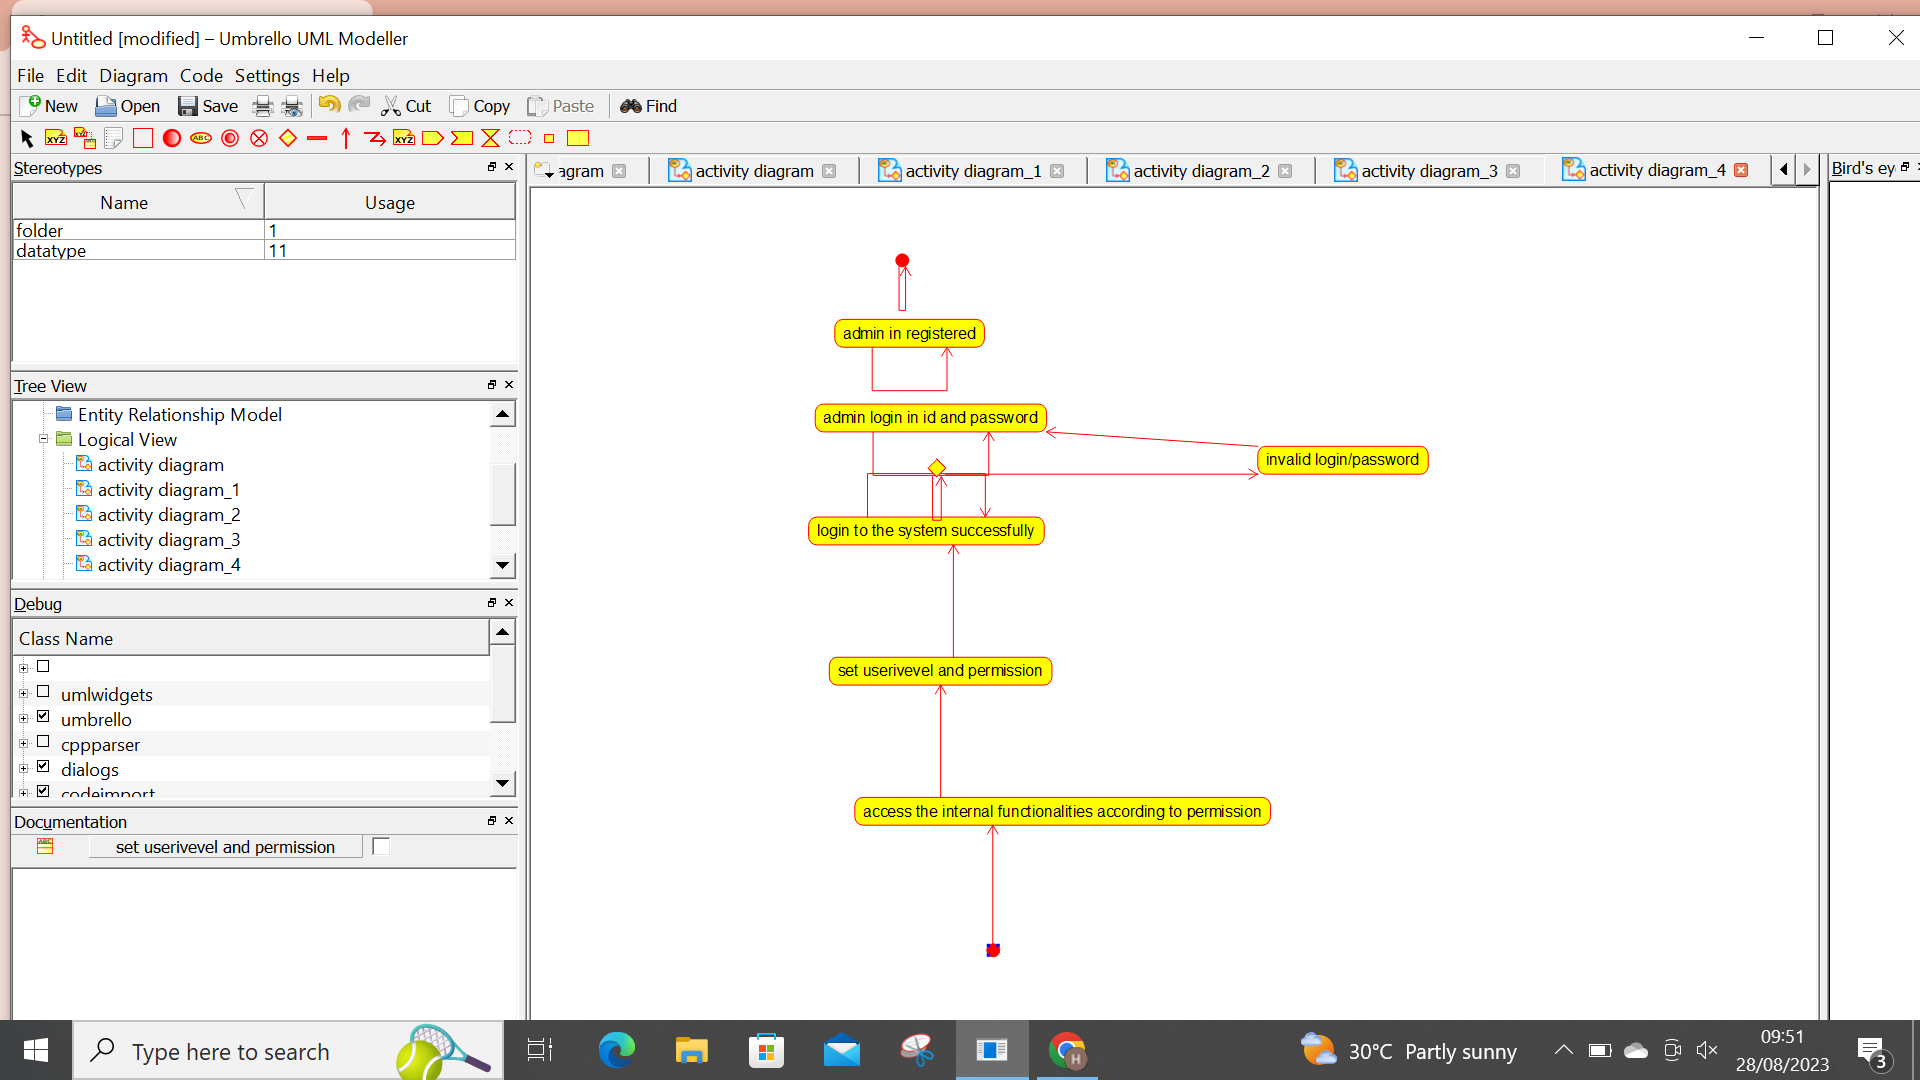 Untitled [modified] – Umbrello UML Modeller
File Edit Diagram Code Settings Help
New Open Save Cut Copy Paste Find
XYZ XYZ ABC XYZ
Stereotypes
Name Usage
folder 1
datatype 11
Tree View
Entity Relationship Model
Logical View
activity diagram
activity diagram_1
activity diagram_2
activity diagram_3
activity diagram_4
Debug
Class Name
umlwidgets
umbrello
cppparser
dialogs
codeimport
Documentation
ABC set userivevel and permission
agram activity diagram activity diagram_1 activity diagram_2 activity diagram_3 activity diagram_4
Bird's ey
admin in registered
admin login in id and password
invalid login/password
login to the system successfully
set userivevel and permission
access the internal functionalities according to permission
Type here to search
H
30°C Partly sunny
09:51
28/08/2023
3